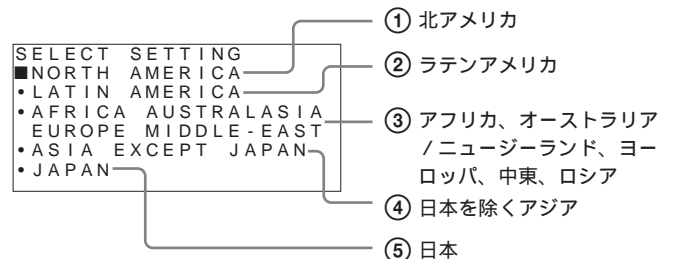 SELECT SETTING
■NORTH AMERICA
•LATIN AMERICA
•AFRICA AUSTRALASIA
EUROPE MIDDLE-EAST
•ASIA EXCEPT JAPAN
•JAPAN
① 北アメリカ
② ラテンアメリカ
③ アフリカ、オーストラリア
/ニュージーランド、ヨー
ロッパ、中東、ロシア
④ 日本を除くアジア
⑤ 日本